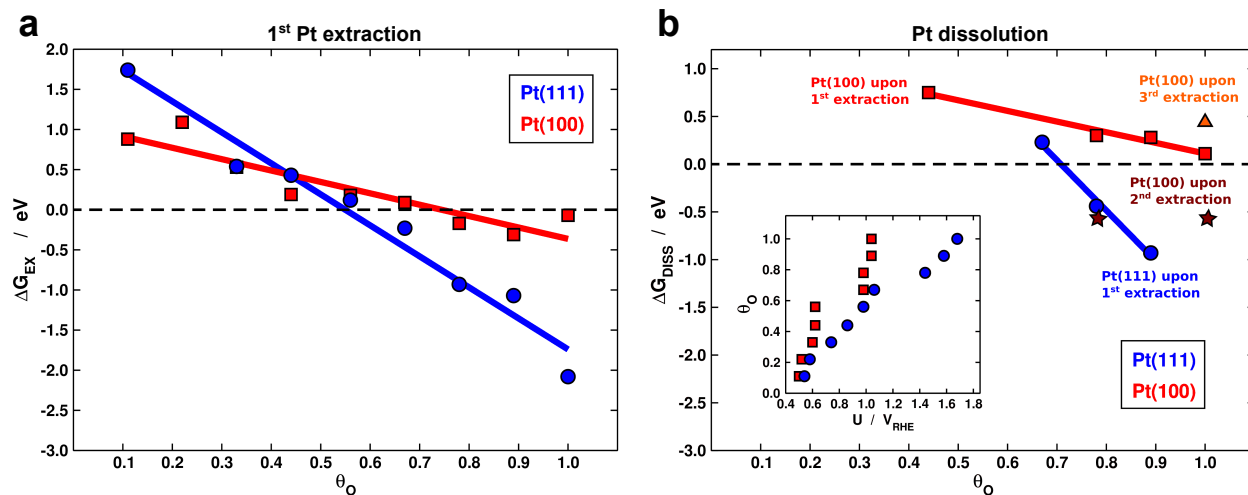 a
1st Pt extraction
2.0
1.5
1.0
0.5
0.0
-0.5
-1.0
-1.5
-2.0
-2.5
-3.0
ΔG_EX / eV
Pt(111)
Pt(100)
0.1 0.2 0.3 0.4 0.5 0.6 0.7 0.8 0.9 1.0
θ_O
b
Pt dissolution
1.0
0.5
0.0
-0.5
-1.0
-1.5
-2.0
-2.5
-3.0
ΔG_DISS / eV
Pt(100) upon
1st extraction
Pt(100) upon
3rd extraction
Pt(100) upon
2nd extraction
Pt(111) upon
1st extraction
1.0
0.8
0.6
0.4
0.2
0.0
θ_O
0.4 0.6 0.8 1.0 1.2 1.4 1.6 1.8
U / V_RHE
Pt(111)
Pt(100)
0.1 0.2 0.3 0.4 0.5 0.6 0.7 0.8 0.9 1.0
θ_O